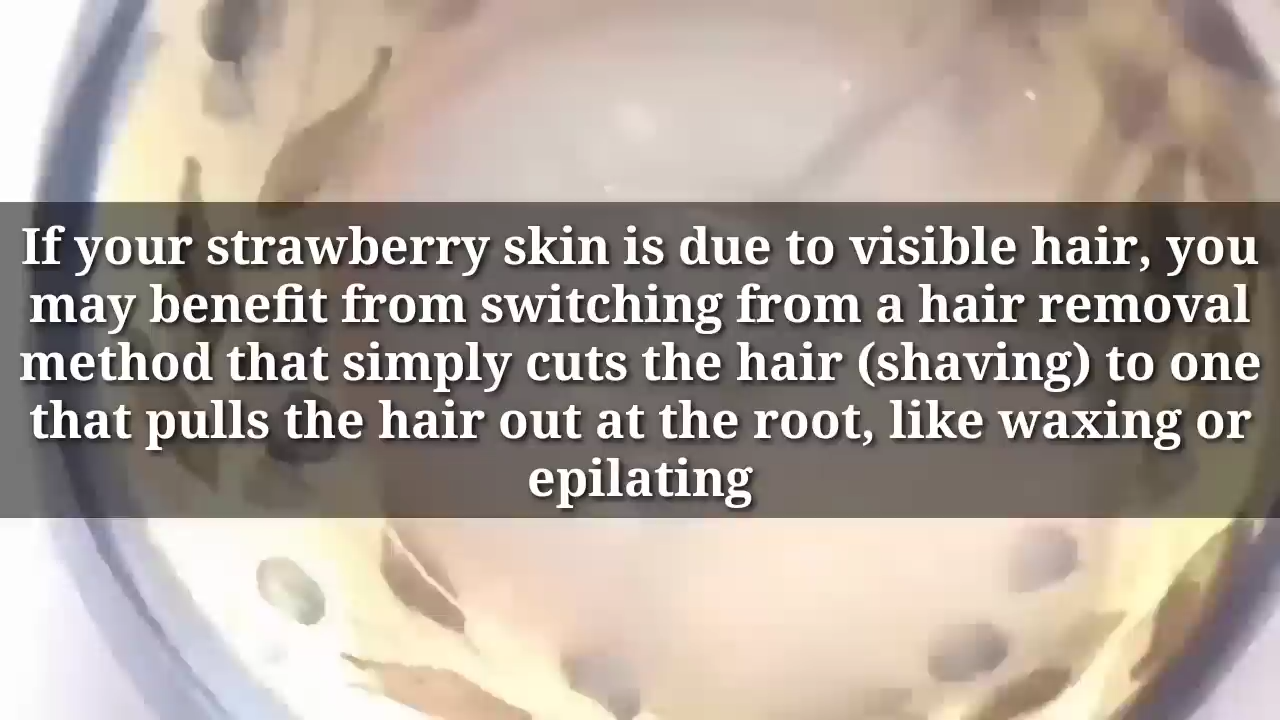 If your strawberry skin is due to visible hair, you
may benefit from switching from a hair removal
method that simply cuts the hair (shaving) to one
that pulls the hair out at the root, like waxing or
epilating